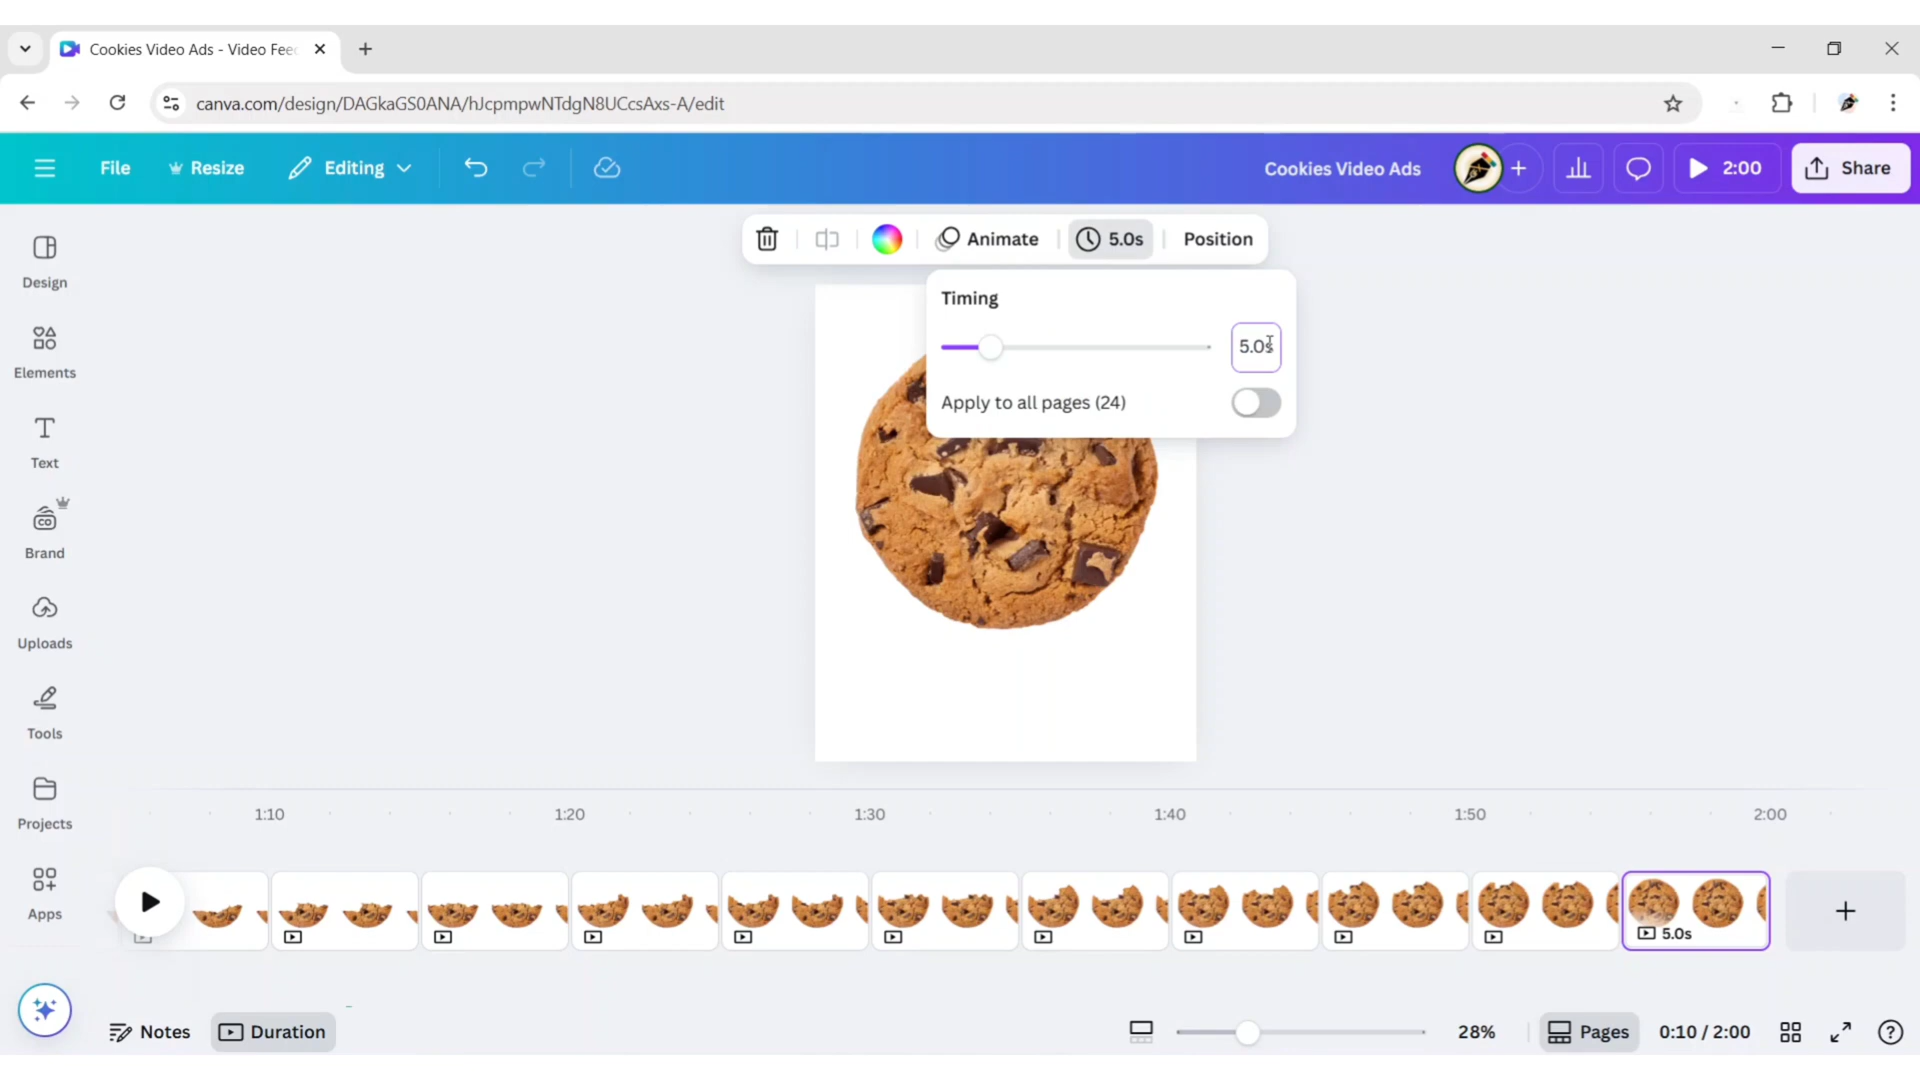 Cookies Video Ads - Video Feed
canva.com/design/DAGkaGS0ANA/hJcpmpwNTdgN8UCcsAxs-A/edit
File
Resize
Editing
Cookies Video Ads
2:00
Share
Animate
5.0s
Position
Timing
5.0s
Apply to all pages (24)
Design
Elements
Text
Brand
Uploads
Tools
Projects
Apps
1:10
1:20
1:30
1:40
1:50
2:00
5.0s
Notes
Duration
28%
Pages
0:10 / 2:00